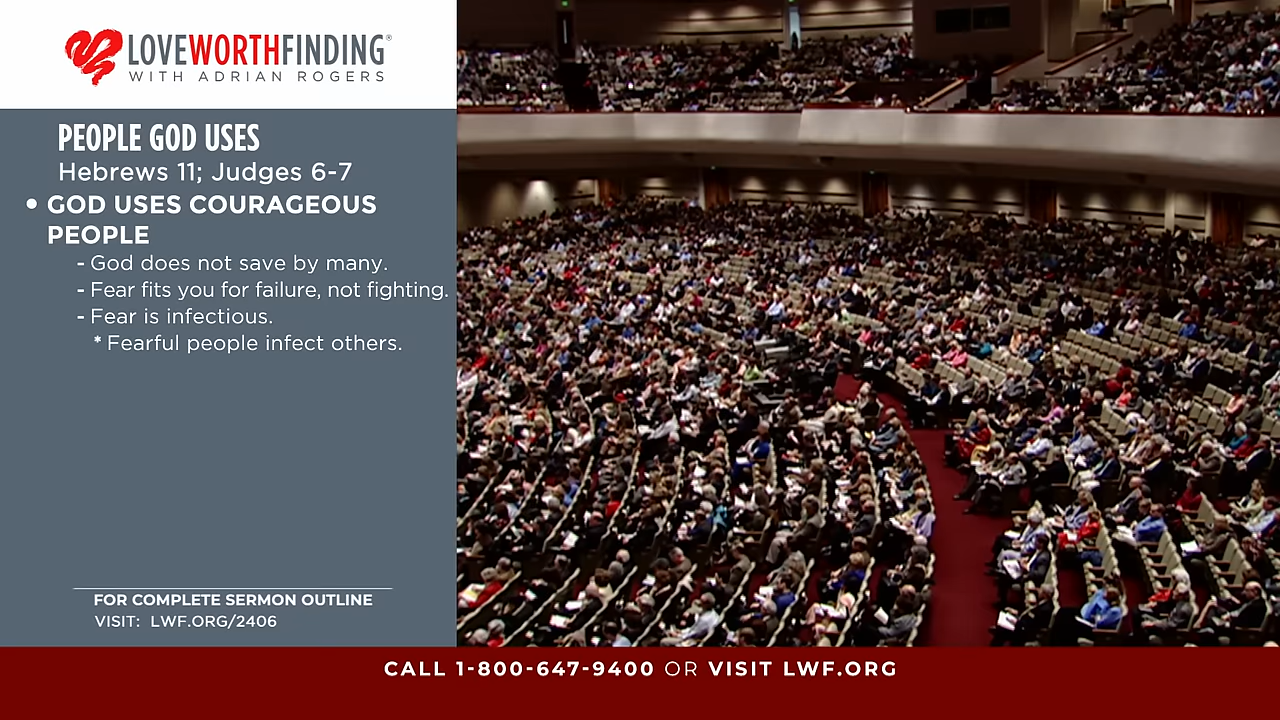 LOVEWORTHFINDING®
WITH ADRIAN ROGERS
PEOPLE GOD USES
Hebrews 11; Judges 6-7
• GOD USES COURAGEOUS
PEOPLE
- God does not save by many.
- Fear fits you for failure, not fighting.
- Fear is infectious.
* Fearful people infect others.
FOR COMPLETE SERMON OUTLINE
VISIT: LWF.ORG/2406
CALL 1-800-647-9400 OR VISIT LWF.ORG